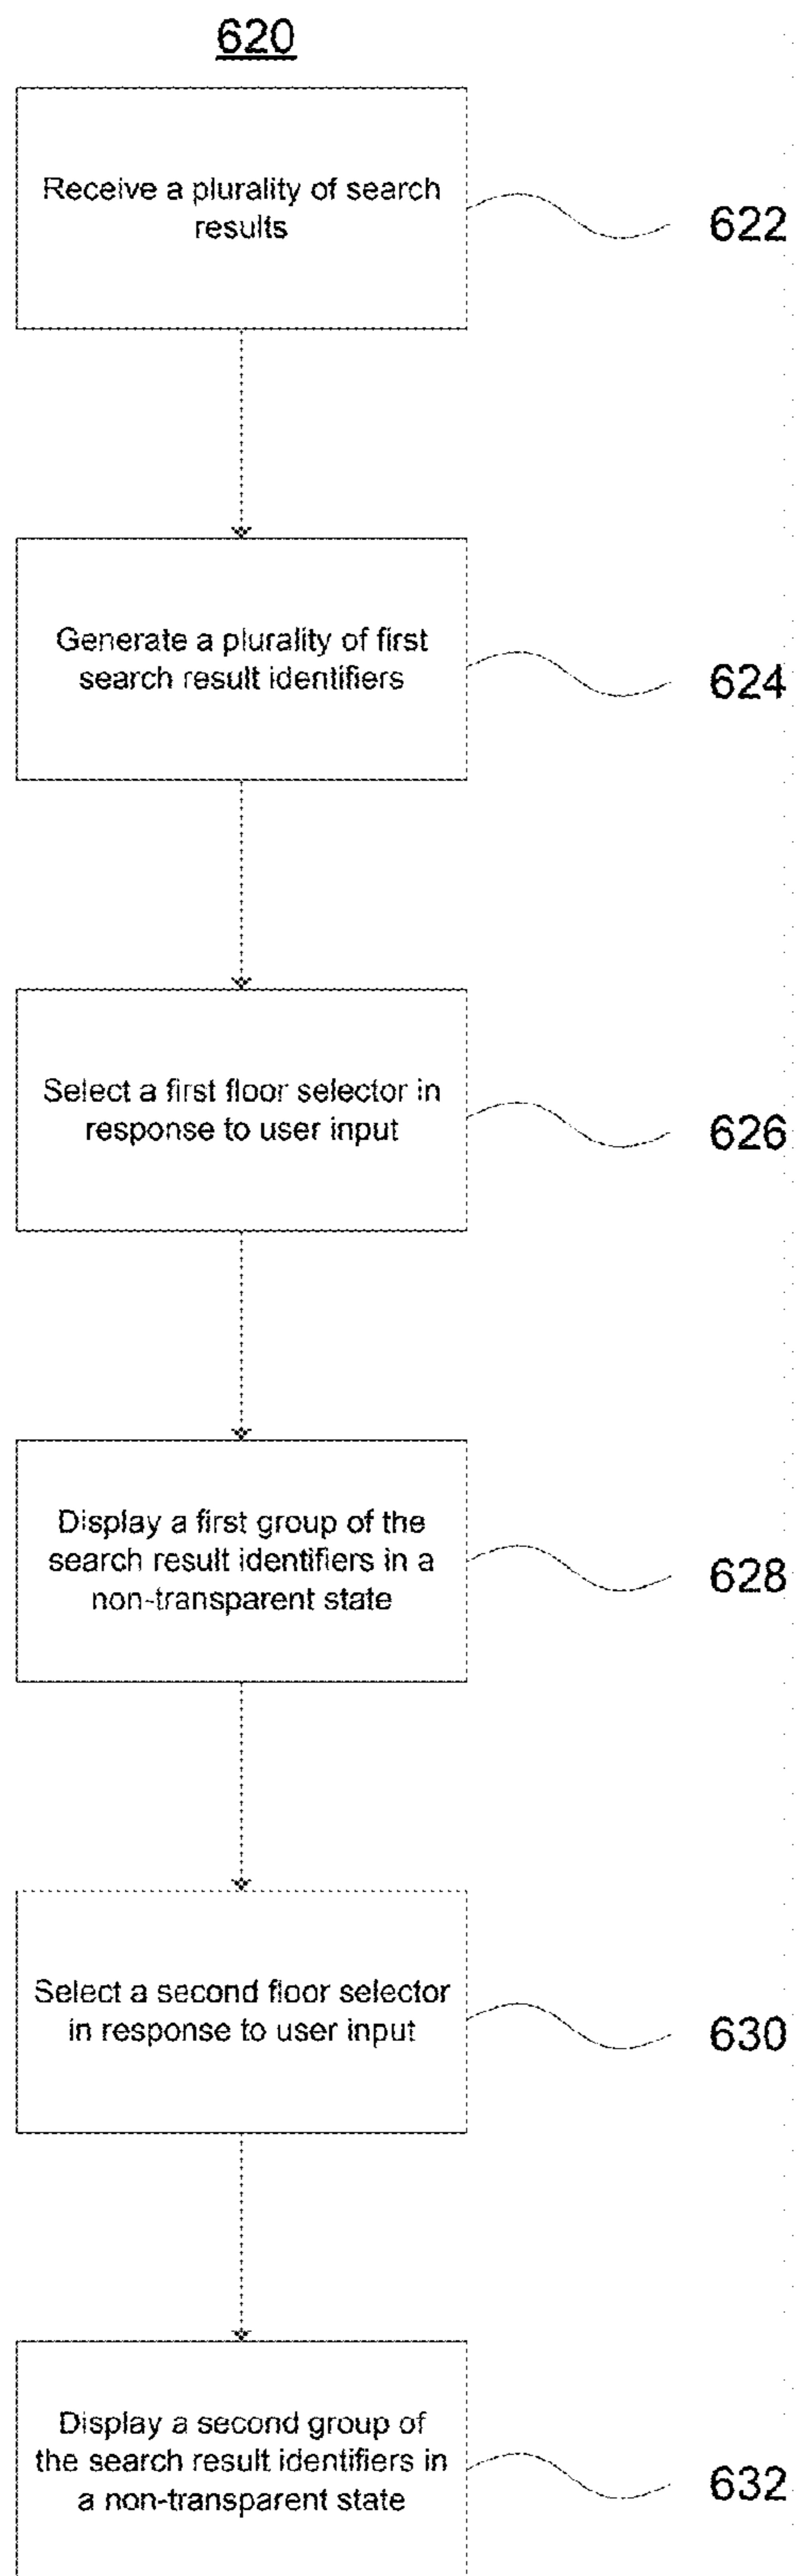 620
Receive a plurality of search
results
622
Generate a plurality of first
search result identifiers
624
Select a first floor selector in
response to user input
626
Display a first group of the
search result identifiers in a
non-transparent state
628
Select a second floor selector
in response to user input
630
Display a second group of
the search result identifiers in
a non-transparent state
632